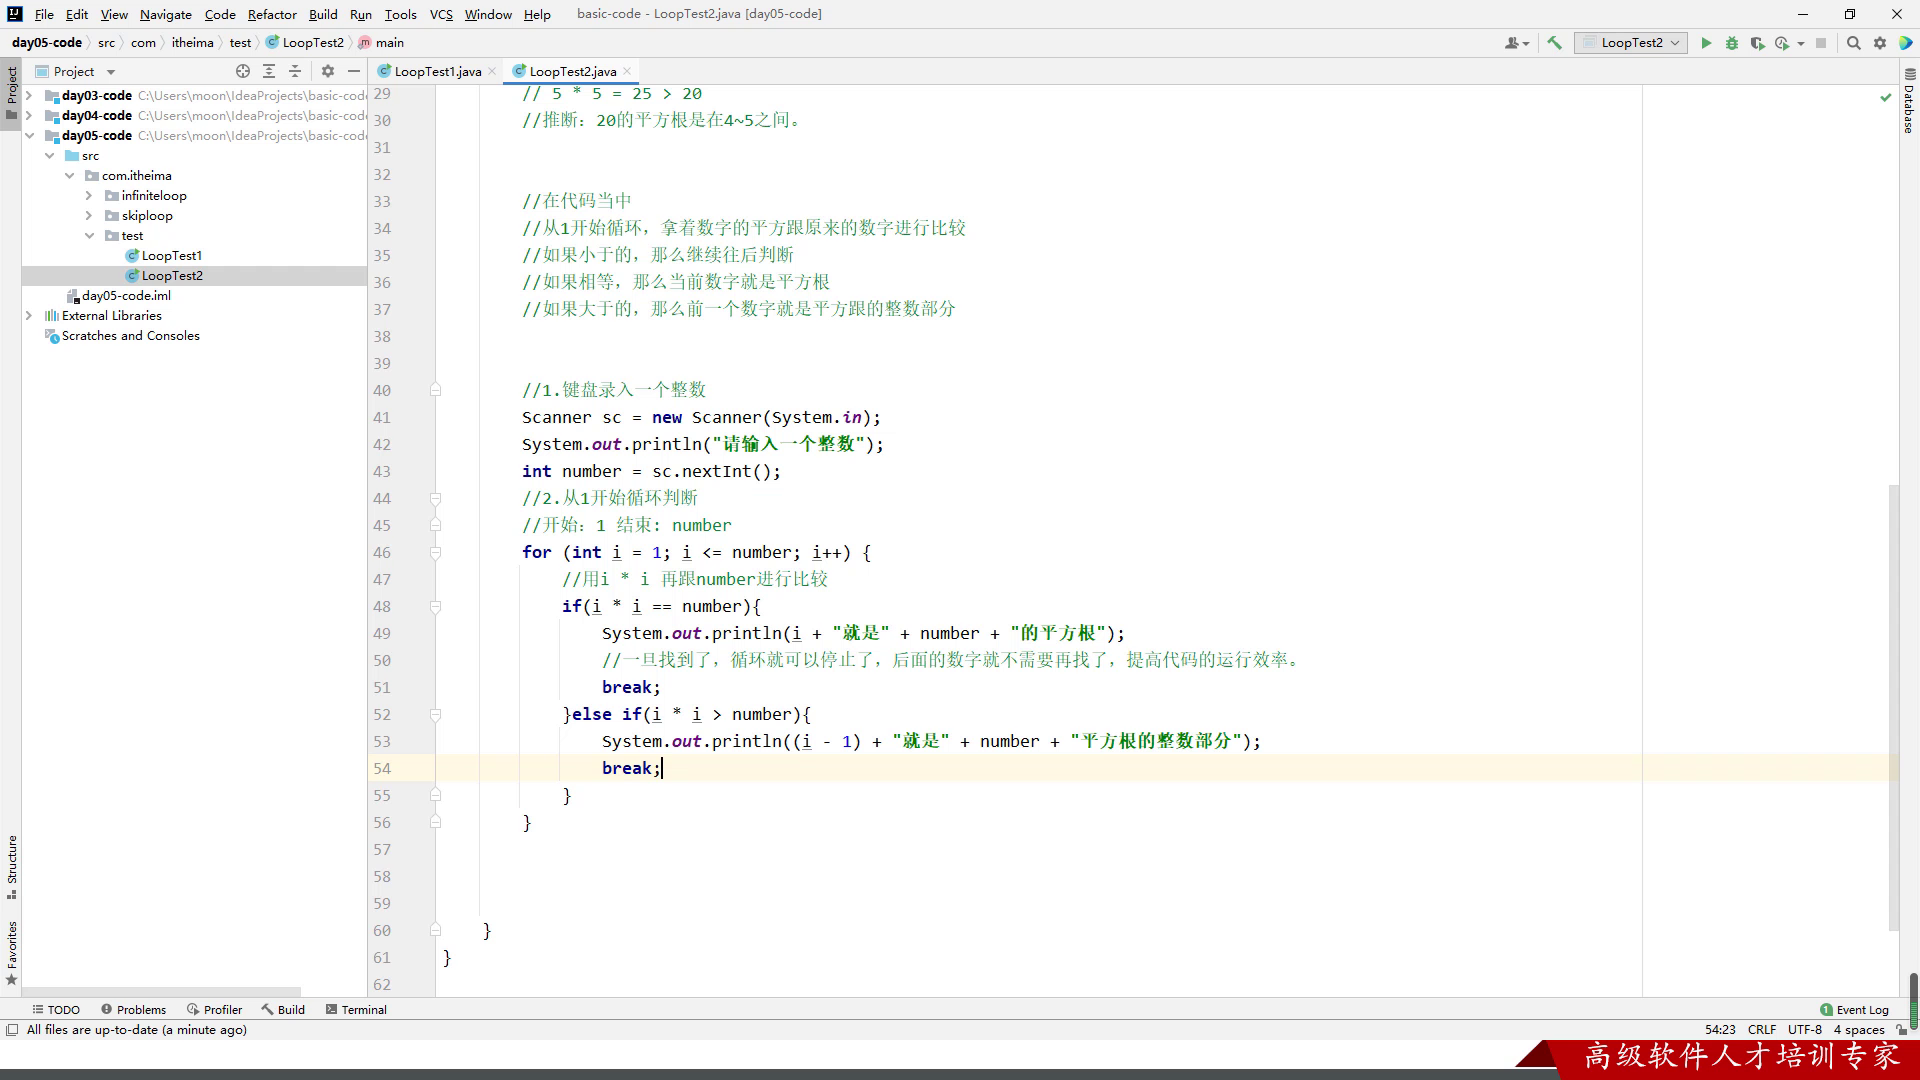 File Edit View Navigate Code Refactor Build Run Tools VCS Window Help basic-code - LoopTest2.java [day05-code]
day05-code src com itheima test LoopTest2 main LoopTest2
Project
LoopTest1.java LoopTest2.java
Project
day03-code C:\Users\moon\IdeaProjects\basic-cod
day04-code C:\Users\moon\IdeaProjects\basic-cod
day05-code C:\Users\moon\IdeaProjects\basic-cod
src
com.itheima
infiniteloop
skiploop
test
LoopTest1
LoopTest2
day05-code.iml
External Libraries
Scratches and Consoles
Structure
Favorites
Database
29 // 5 * 5 = 25 > 20
30 //推断：20的平方根是在4~5之间。
31
32
33 //在代码当中
34 //从1开始循环，拿着数字的平方跟原来的数字进行比较
35 //如果小于的，那么继续往后判断
36 //如果相等，那么当前数字就是平方根
37 //如果大于的，那么前一个数字就是平方跟的整数部分
38
39
40 //1.键盘录入一个整数
41 Scanner sc = new Scanner(System.in);
42 System.out.println("请输入一个整数");
43 int number = sc.nextInt();
44 //2.从1开始循环判断
45 //开始：1 结束: number
46 for (int i = 1; i <= number; i++) {
47 //用i * i 再跟number进行比较
48 if(i * i == number){
49 System.out.println(i + "就是" + number + "的平方根");
50 //一旦找到了，循环就可以停止了，后面的数字就不需要再找了，提高代码的运行效率。
51 break;
52 }else if(i * i > number){
53 System.out.println((i - 1) + "就是" + number + "平方根的整数部分");
54 break;
55 }
56 }
57
58
59
60 }
61 }
62
TODO Problems Profiler Build Terminal 1 Event Log
All files are up-to-date (a minute ago) 54:23 CRLF UTF-8 4 spaces
高级软件人才培训专家